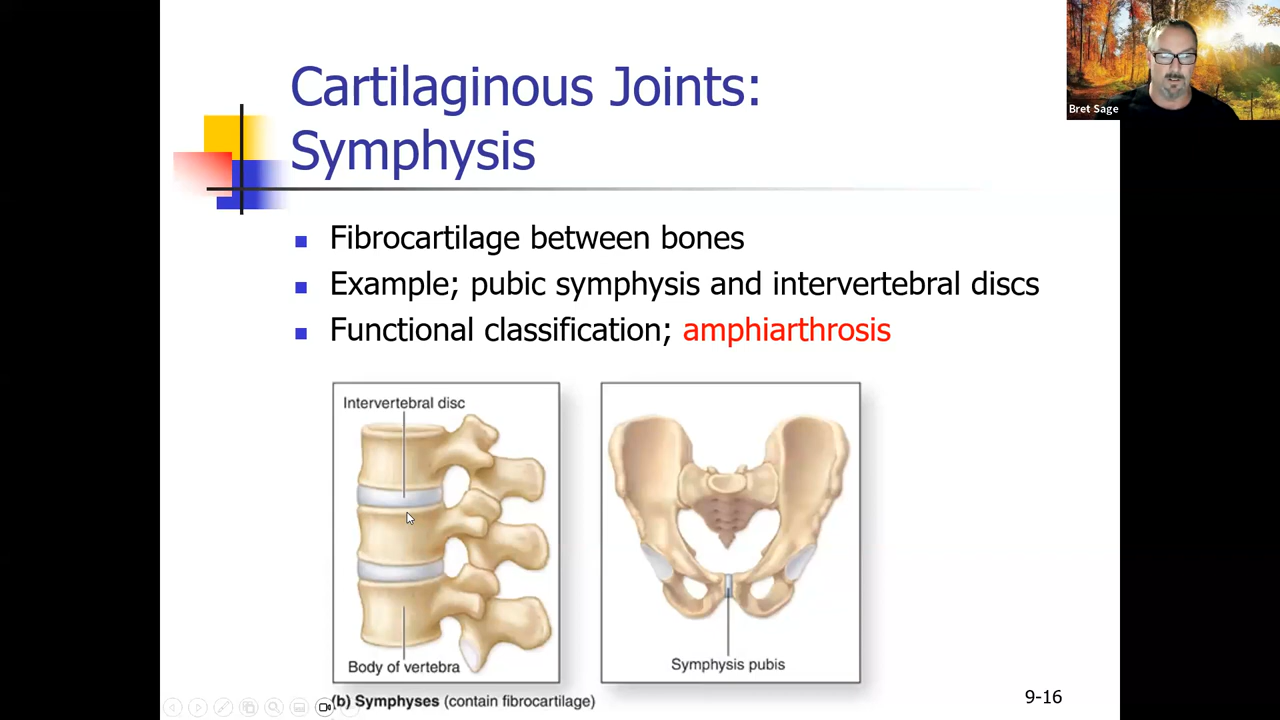 Cartilaginous Joints:
Symphysis
Bret Sage
Fibrocartilage between bones
Example; pubic symphysis and intervertebral discs
Functional classification; amphiarthrosis
Intervertebral disc
Body of vertebra
Symphysis pubis
(b) Symphyses (contain fibrocartilage)
9-16